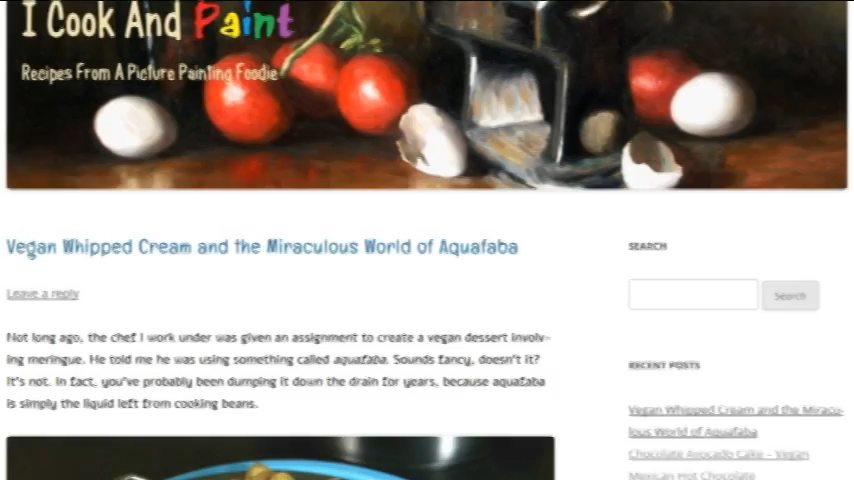 I Cook And Paint
Recipes From A Picture Painting Foodie
Vegan Whipped Cream and the Miraculous World of Aquafaba
Leave a reply
Not long ago, the chef I work under was given an assignment to create a vegan dessert involv-
ing meringue. He told me he was using something called aquafaba. Sounds fancy, doesn't it?
It's not. In fact, you've probably been dumping it down the drain for years, because aquafaba
is simply the liquid left from cooking beans.
SEARCH
Search
RECENT POSTS
Vegan Whipped Cream and the Miracu-
lous World of Aquafaba
Chocolate Avocado Cake – Vegan
Mexican Hot Chocolate